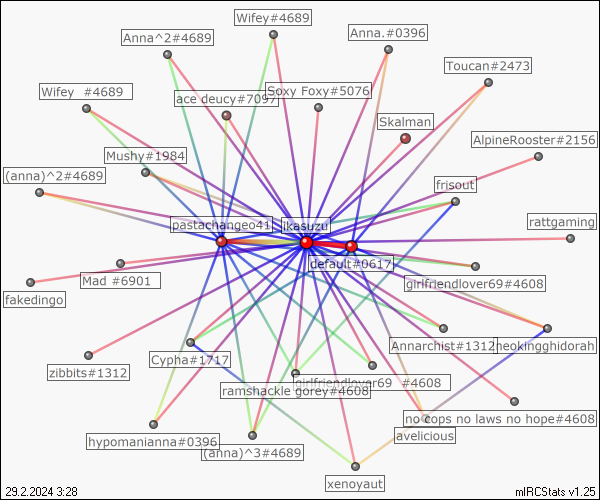 Wifey#4689
Anna^2#4689
Anna.#0396
Toucan#2473
Wifey  #4689
ace deucy#7097
Soxy Foxy#5076
Skalman
AlpineRooster#2156
Mushy#1984
(anna)^2#4689
frisout
pastachangeo41
ikasuzu
rattgaming
default#0617
Mad #6901
girlfriendlover69#4608
fakedingo
Annarchist#1312
heokingghidorah
Cypha#1717
zibbits#1312
girlfriendlover69  #4608
ramshackle gorey#4608
no cops no laws no hope#4608
avelicious
hypomanianna#0396
(anna)^3#4689
xenoyaut
29.2.2024 3:28
mIRCStats v1.25